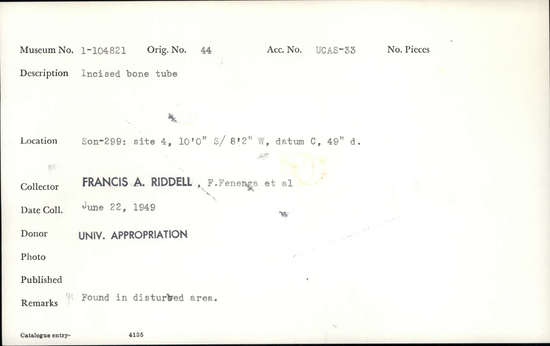 Museum No. 1-104821 Orig. No. 44 Acc. No. UCAS-33 No. Pieces
Description Incised bone tube
Location Son-299: site 4, 10'0" S/ 8'2" W, datum C, 49" d.
Collector FRANCIS A. RIDDELL, F.Fenenga et al
Date Coll. June 22, 1949
Donor UNIV. APPROPRIATION
Photo
Published
Remarks Found in disturbed area.
Catalogue entry- 4135